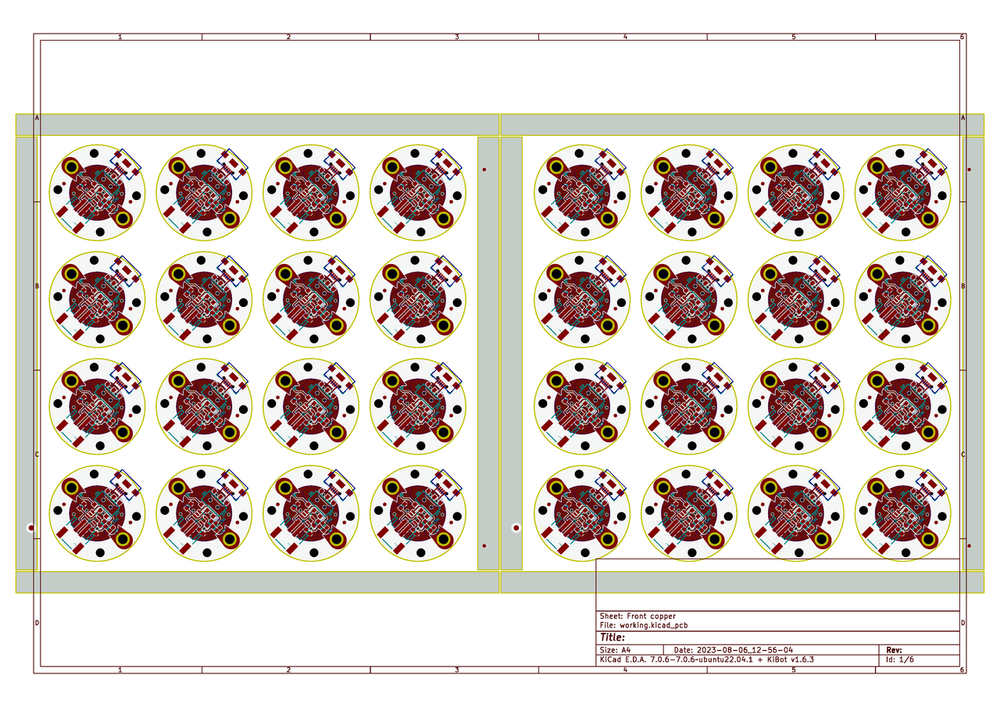 1 2 3 4 5 6
A A
B B
C C
D D
Sheet: Front copper
File: working.kicad_pcb
Title:
Size: A4 Date: 2023-08-06_12-56-04 Rev:
KiCad E.D.A. 7.0.6-7.0.6-ubuntu22.04.1 + KiBot v1.6.3 Id: 1/6
1 2 3 4 5 6